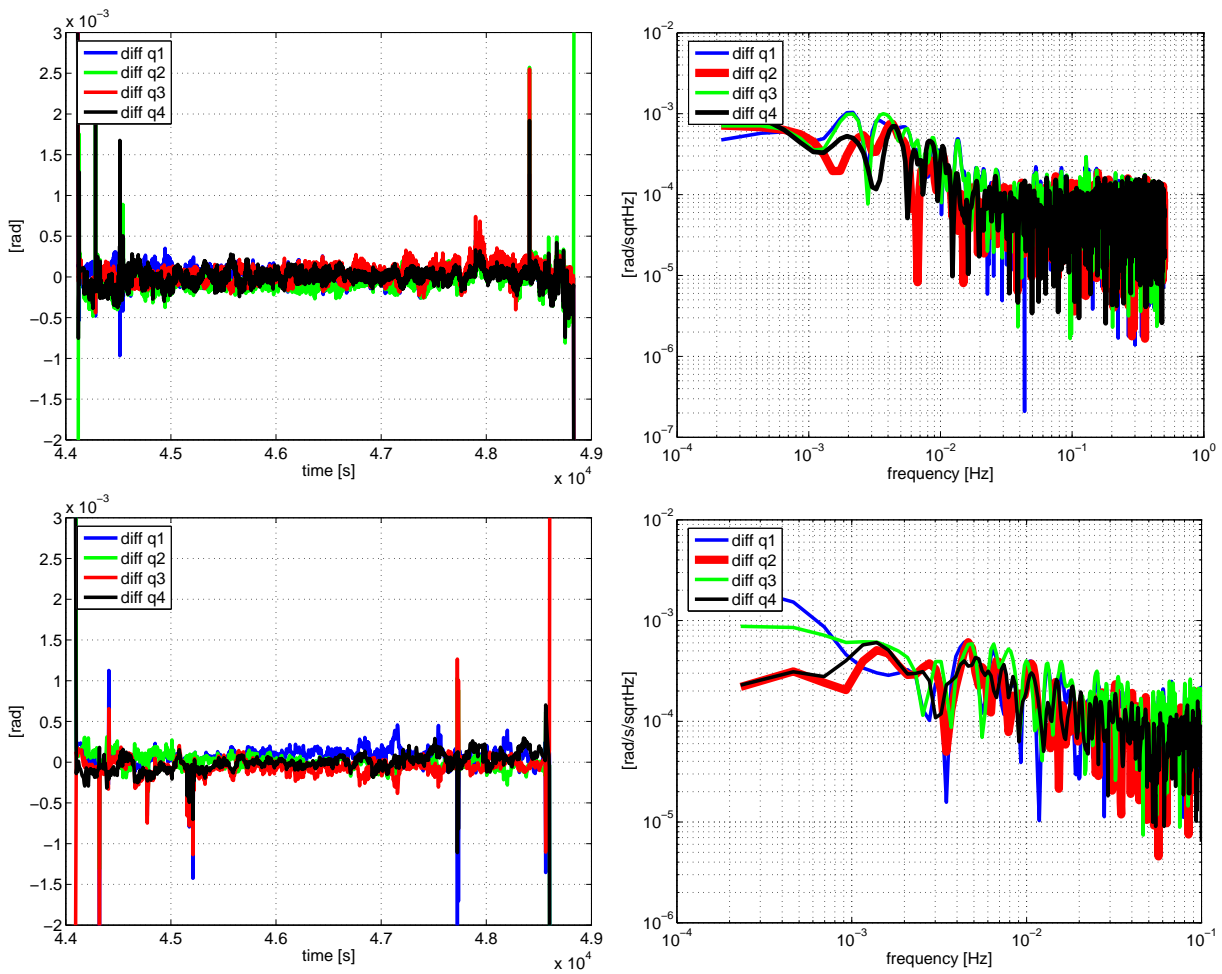 x 10⁻³
3
2.5
2
1.5
1
0.5
0
−0.5
−1
−1.5
−2
[rad]
diff q1
diff q2
diff q3
diff q4
4.4
4.5
4.6
4.7
4.8
4.9
x 10⁴
time [s]
10⁻²
10⁻³
10⁻⁴
10⁻⁵
10⁻⁶
10⁻⁷
[rad/sqrtHz]
diff q1
diff q2
diff q3
diff q4
10⁻⁴
10⁻³
10⁻²
10⁻¹
10⁰
frequency [Hz]
x 10⁻³
3
2.5
2
1.5
1
0.5
0
−0.5
−1
−1.5
−2
[rad]
diff q1
diff q2
diff q3
diff q4
4.4
4.5
4.6
4.7
4.8
4.9
x 10⁴
time [s]
10⁻²
10⁻³
10⁻⁴
10⁻⁵
10⁻⁶
[rad/s/sqrtHz]
diff q1
diff q2
diff q3
diff q4
10⁻⁴
10⁻³
10⁻²
10⁻¹
frequency [Hz]